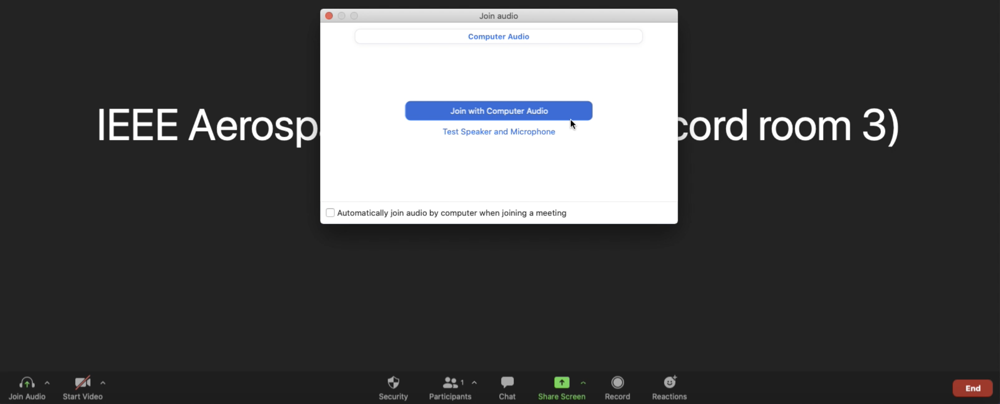 Join audio
Computer Audio
Join with Computer Audio
Test Speaker and Microphone
IEEE Aerosp cord room 3)
Automatically join audio by computer when joining a meeting
Join Audio
Start Video
Security
1
Participants
Chat
Share Screen
Record
Reactions
End